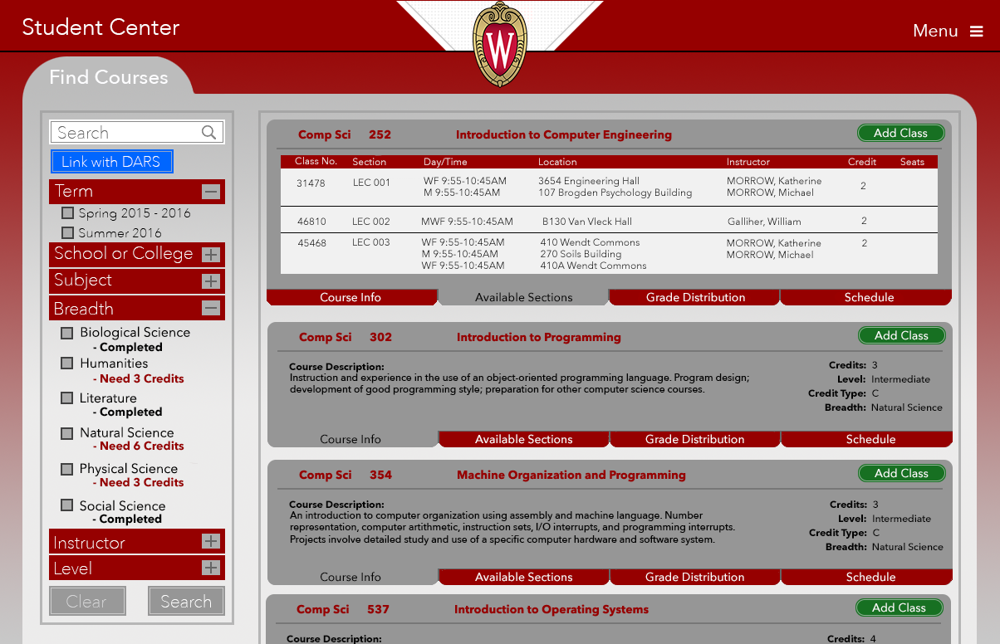 Student Center
W
Menu
Find Courses
Search
Link with DARS
Term
Spring 2015 - 2016
Summer 2016
School or College
Subject
Breadth
Biological Science
- Completed
Humanities
- Need 3 Credits
Literature
- Completed
Natural Science
- Need 6 Credits
Physical Science
- Need 3 Credits
Social Science
- Completed
Instructor
Level
Clear Search
Comp Sci 252 Introduction to Computer Engineering Add Class
Class No. Section Day/Time Location Instructor Credit Seats
31478 LEC 001 WF 9:55-10:45AM 3654 Engineering Hall MORROW, Katherine 2
M 9:55-10:45AM 107 Brogden Psychology Building MORROW, Michael
46810 LEC 002 MWF 9:55-10:45AM B130 Van Vleck Hall Galliher, William 2
45468 LEC 003 WF 9:55-10:45AM 410 Wendt Commons MORROW, Katherine 2
M 9:55-10:45AM 270 Soils Building MORROW, Michael
WF 9:55-10:45AM 410A Wendt Commons
Course Info Available Sections Grade Distribution Schedule
Comp Sci 302 Introduction to Programming Add Class
Course Description:
Instruction and experience in the use of an object-oriented programming language. Program design;
development of good programming style; preparation for other computer science courses.
Credits: 3
Level: Intermediate
Credit Type: C
Breadth: Natural Science
Course Info Available Sections Grade Distribution Schedule
Comp Sci 354 Machine Organization and Programming Add Class
Course Description:
An introduction to computer organization using assembly and machine language. Number
representation, computer artithmetic, instruction sets, I/O interrupts, and programming interrupts.
Projects involve detailed study and use of a specific computer hardware and software system.
Credits: 3
Level: Intermediate
Credit Type: C
Breadth: Natural Science
Course Info Available Sections Grade Distribution Schedule
Comp Sci 537 Introduction to Operating Systems Add Class
Course Description:
Credits: 4